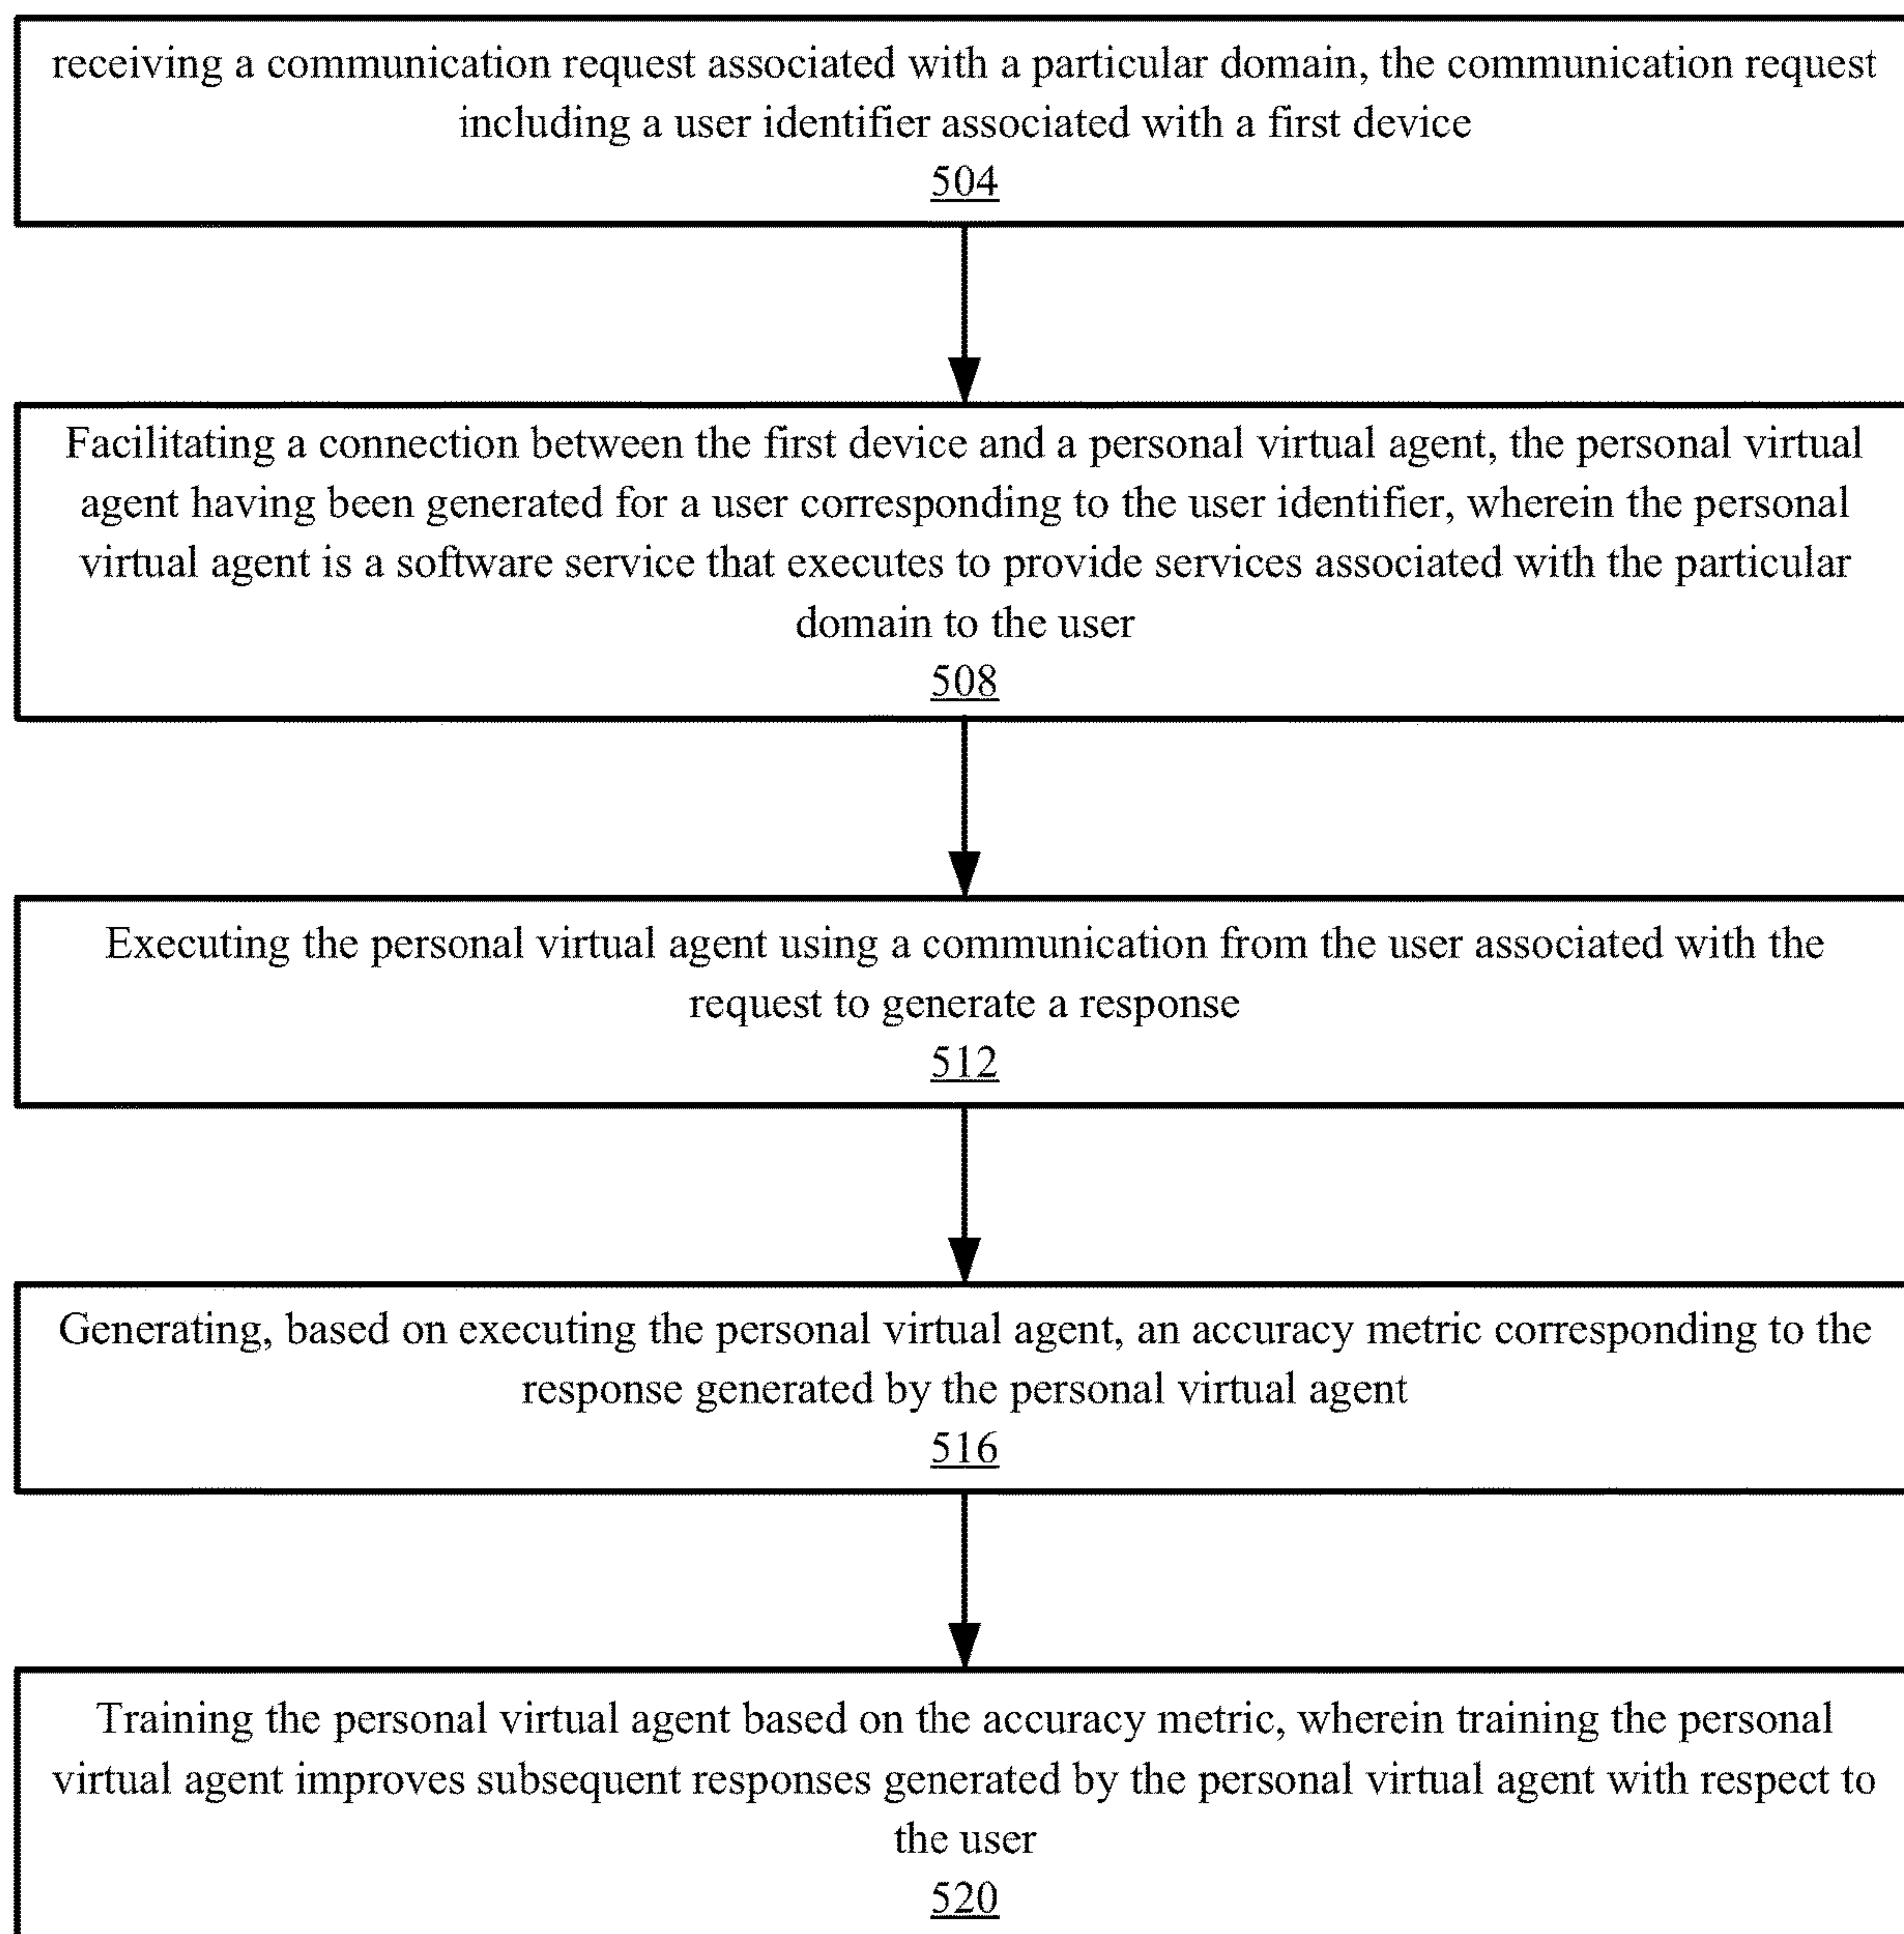 receiving a communication request associated with a particular domain, the communication request
including a user identifier associated with a first device
504
Facilitating a connection between the first device and a personal virtual agent, the personal virtual
agent having been generated for a user corresponding to the user identifier, wherein the personal
virtual agent is a software service that executes to provide services associated with the particular
domain to the user
508
Executing the personal virtual agent using a communication from the user associated with the
request to generate a response
512
Generating, based on executing the personal virtual agent, an accuracy metric corresponding to the
response generated by the personal virtual agent
516
Training the personal virtual agent based on the accuracy metric, wherein training the personal
virtual agent improves subsequent responses generated by the personal virtual agent with respect to
the user
520